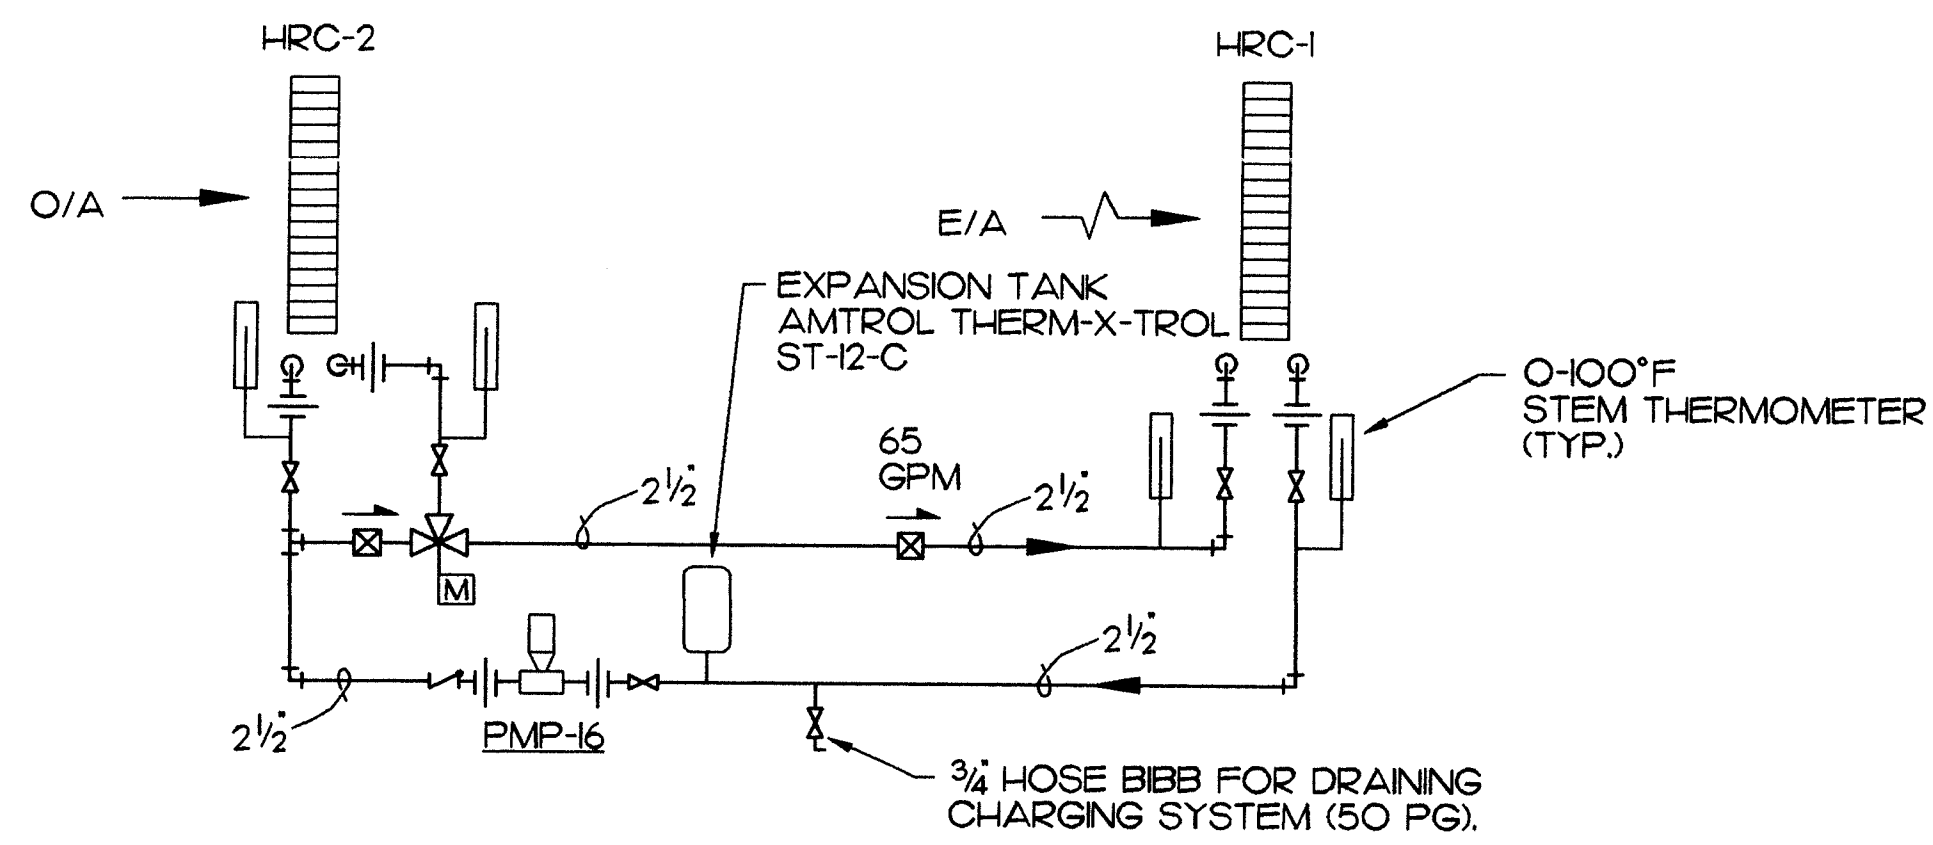 HRC-2
HRC-1
O/A
E/A
EXPANSION TANK
AMTROL THERM-X-TROL
ST-12-C
0-100°F
STEM THERMOMETER
(TYP.)
65
GPM
2½"
2½"
M
2½"
2½"
PMP-16
¾" HOSE BIBB FOR DRAINING
CHARGING SYSTEM (50 PG).